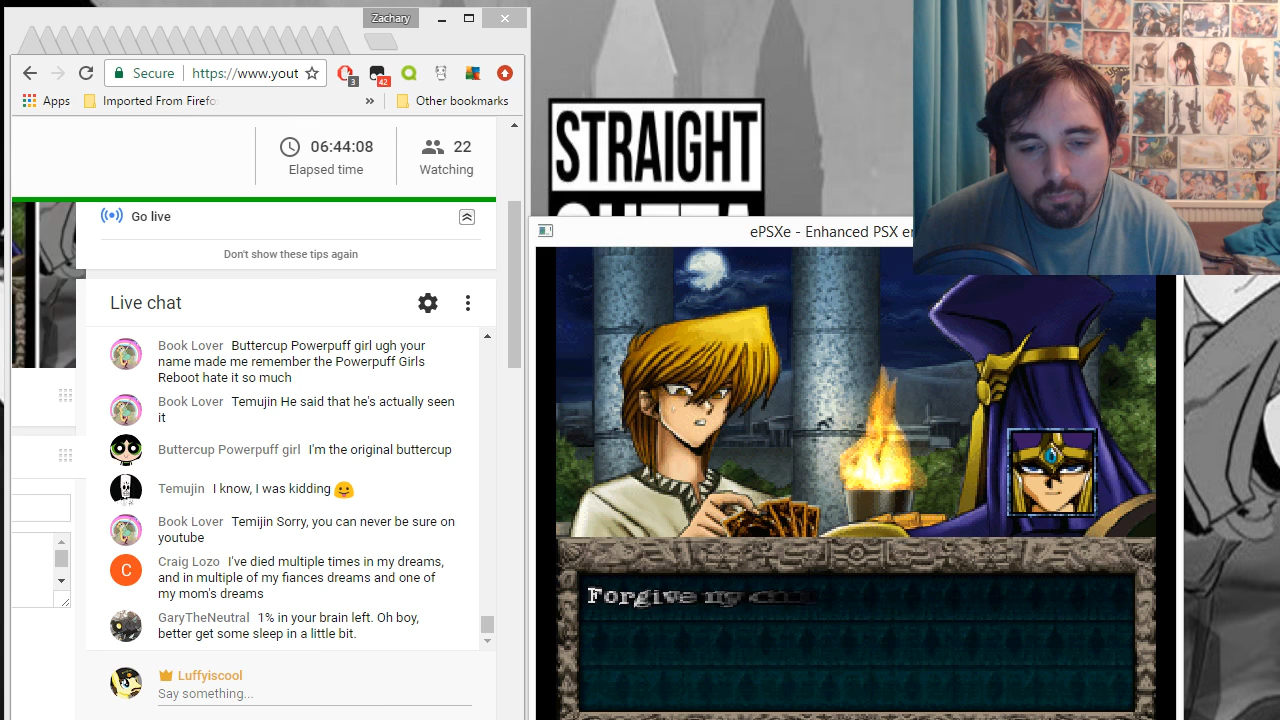 Zachary
Secure
https://www.yout
3
42
Apps
Imported From Firefo
»
Other bookmarks
06:44:08
22
Elapsed time
Watching
Go live
Don't show these tips again
Live chat
Book Lover Buttercup Powerpuff girl ugh your
name made me remember the Powerpuff Girls
Reboot hate it so much
Book Lover Temujin He said that he's actually seen
it
Buttercup Powerpuff girl I'm the original buttercup
Temujin I know, I was kidding
Book Lover Temijin Sorry, you can never be sure on
youtube
C
Craig Lozo I've died multiple times in my dreams,
and in multiple of my fiances dreams and one of
my mom's dreams
GaryTheNeutral 1% in your brain left. Oh boy,
better get some sleep in a little bit.
Luffyiscool
Say something...
STRAIGHT
ePSXe - Enhanced PSX e
Forgive my